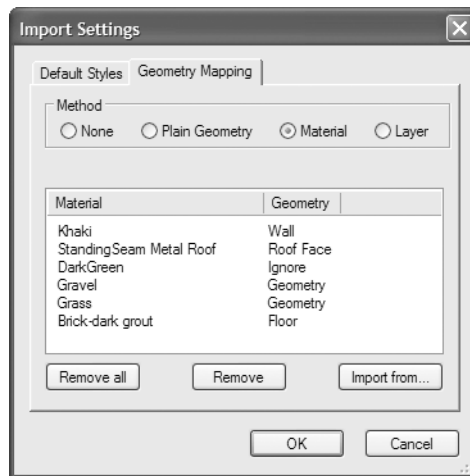 Import Settings
Default Styles Geometry Mapping
Method
None Plain Geometry Material Layer
Material Geometry
Khaki Wall
StandingSeam Metal Roof Roof Face
DarkGreen Ignore
Gravel Geometry
Grass Geometry
Brick-dark grout Floor
Remove all Remove Import from...
OK Cancel